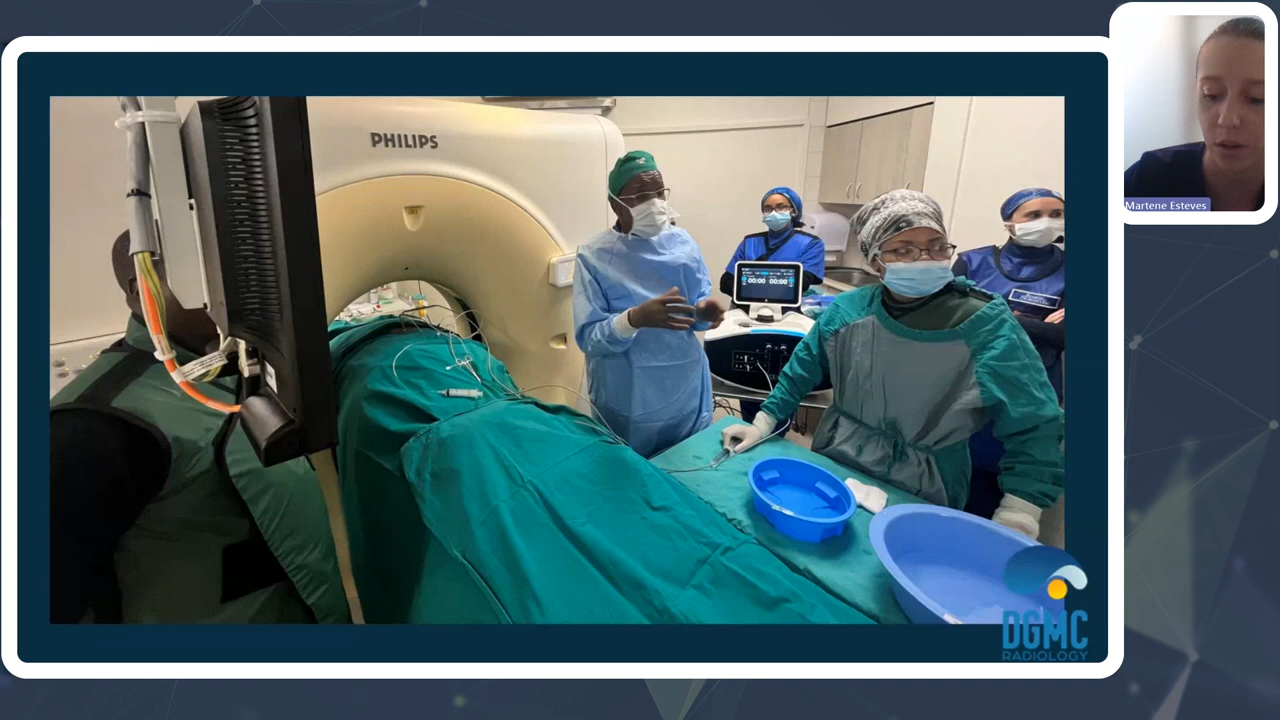 PHILIPS
00:00 00:00
Martene Esteves
DGMC
RADIOLOGY